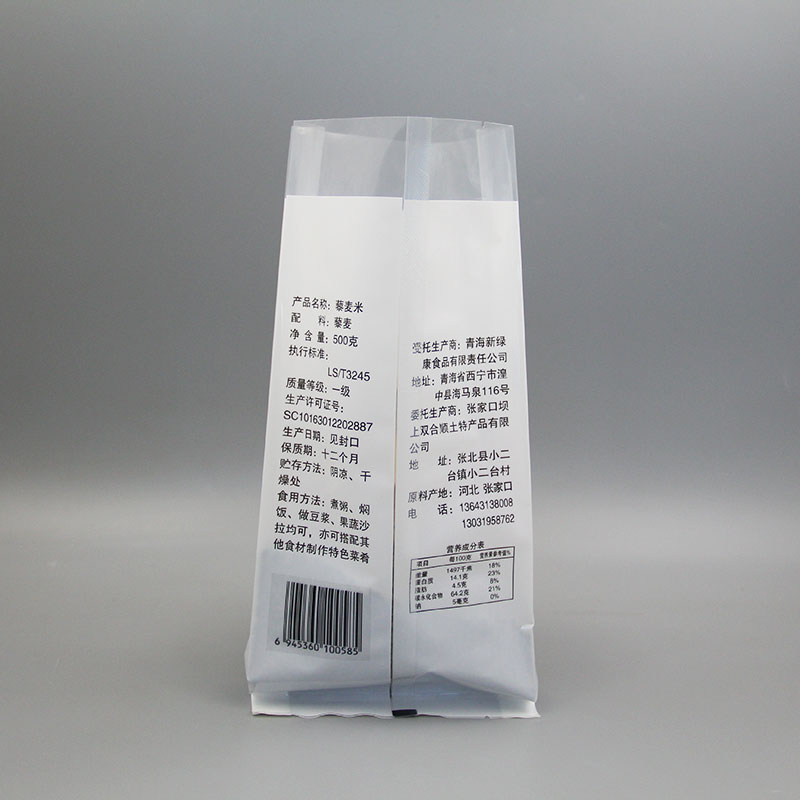 产品名称：藜麦米
配 料：藜麦
净 含 量：500克
执行标准：
LS/T3245
质量等级：一级
生产许可证号：
SC10163012202887
生产日期：见封口
保质期：十二个月
贮存方法：阴凉、干
燥处
食用方法：煮粥、焖
饭、做豆浆、果蔬沙
拉均可，亦可搭配其
他食材制作特色菜肴
6 945360 100585
受托生产商：青海新绿
康食品有限责任公司
地址：青海省西宁市湟
中县海马泉116号
委托生产商：张家口坝
上双合顺土特产品有限
公司
地 址：张北县小二
台镇小二台村
原料产地：河北 张家口
电 话：13643138008
13031958762
营养成分表
项目 每100克 营养素参考值%
能量 1497千焦 18%
蛋白质 14.1克 23%
脂肪 4.5克 8%
碳水化合物 64.2克 21%
钠 5毫克 0%